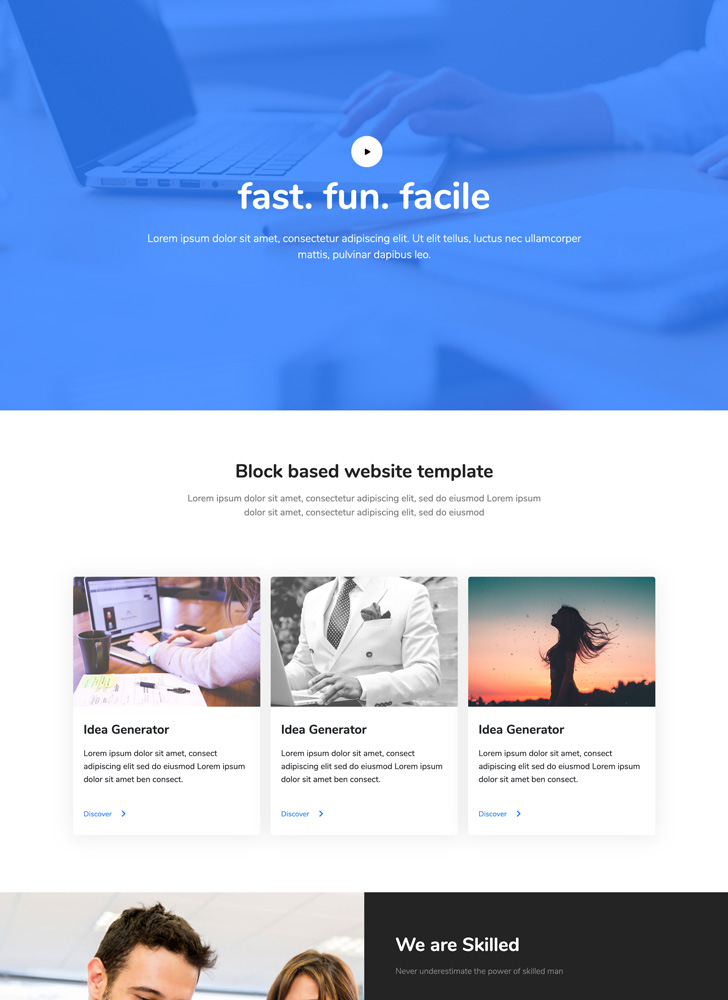 fast. fun. facile
Lorem ipsum dolor sit amet, consectetur adipiscing elit. Ut elit tellus, luctus nec ullamcorper
mattis, pulvinar dapibus leo.
Block based website template
Lorem ipsum dolor sit amet, consectetur adipiscing elit, sed do eiusmod Lorem ipsum
dolor sit amet, consectetur adipiscing elit, sed do eiusmod
Idea Generator
Lorem ipsum dolor sit amet, consect
adipiscing elit sed do eiusmod Lorem ipsum
dolor sit amet ben consect.
Discover
Idea Generator
Lorem ipsum dolor sit amet, consect
adipiscing elit sed do eiusmod Lorem ipsum
dolor sit amet ben consect.
Discover
Idea Generator
Lorem ipsum dolor sit amet, consect
adipiscing elit sed do eiusmod Lorem ipsum
dolor sit amet ben consect.
Discover
We are Skilled
Never underestimate the power of skilled man